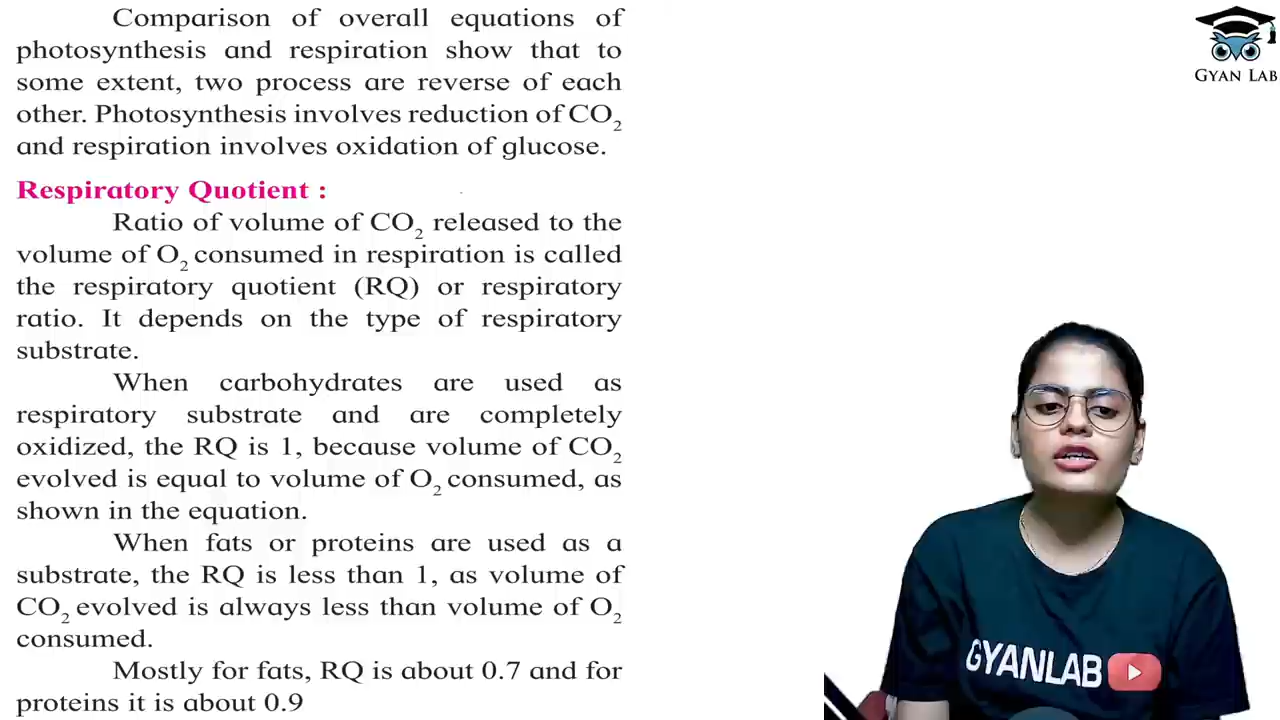 Comparison of overall equations of
photosynthesis and respiration show that to
some extent, two process are reverse of each
other. Photosynthesis involves reduction of CO₂
and respiration involves oxidation of glucose.
Respiratory Quotient :
Ratio of volume of CO₂ released to the
volume of O₂ consumed in respiration is called
the respiratory quotient (RQ) or respiratory
ratio. It depends on the type of respiratory
substrate.
When carbohydrates are used as
respiratory substrate and are completely
oxidized, the RQ is 1, because volume of CO₂
evolved is equal to volume of O₂ consumed, as
shown in the equation.
When fats or proteins are used as a
substrate, the RQ is less than 1, as volume of
CO₂ evolved is always less than volume of O₂
consumed.
Mostly for fats, RQ is about 0.7 and for
proteins it is about 0.9
GYAN LAB
GYANLAB